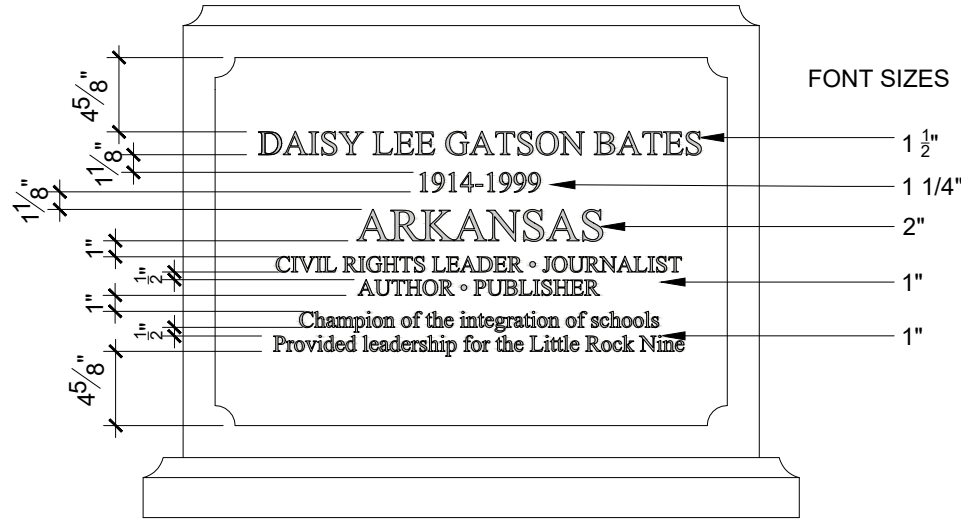 FONT SIZES
4 5/8"
DAISY LEE GATSON BATES
1 1/2"
1 1/8"
1914-1999
1 1/4"
1 1/8"
ARKANSAS
2"
1"
CIVIL RIGHTS LEADER • JOURNALIST
1/2"
AUTHOR • PUBLISHER
1"
1"
Champion of the integration of schools
1/2"
Provided leadership for the Little Rock Nine
1"
4 5/8"